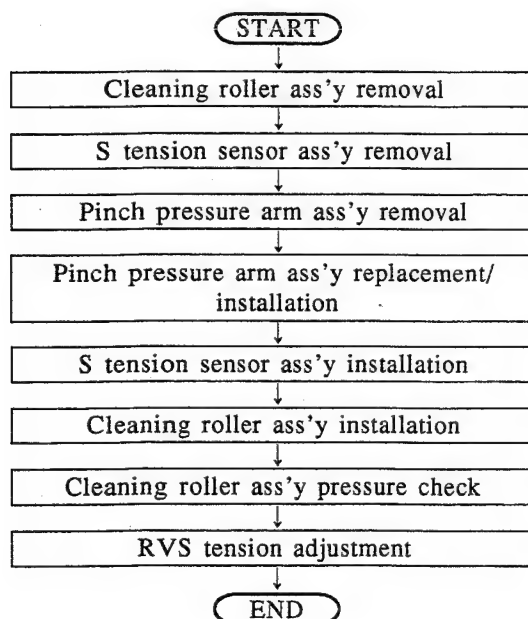 START
Cleaning roller ass'y removal
S tension sensor ass'y removal
Pinch pressure arm ass'y removal
Pinch pressure arm ass'y replacement/
installation
S tension sensor ass'y installation
Cleaning roller ass'y installation
Cleaning roller ass'y pressure check
RVS tension adjustment
END